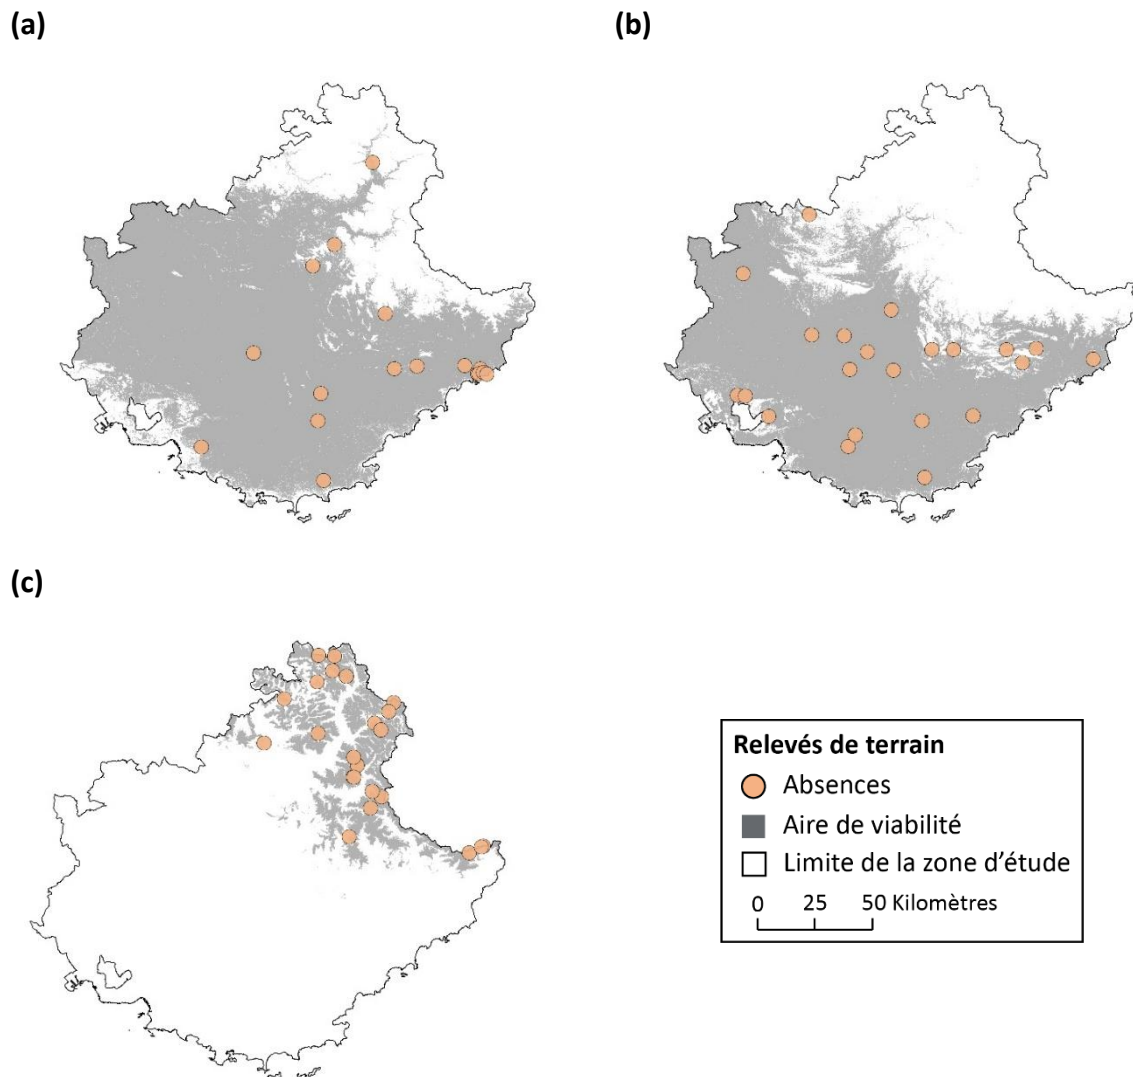 (a)
(b)
(c)
Relevés de terrain
Absences
Aire de viabilité
Limite de la zone d'étude
0 25 50 Kilomètres